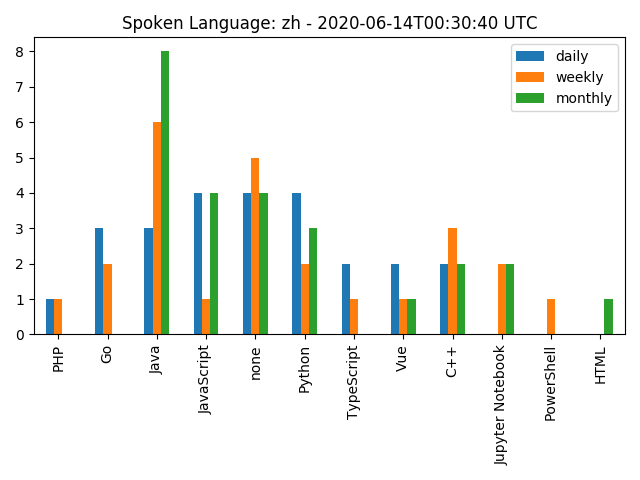 Spoken Language: zh - 2020-06-14T00:30:40 UTC
daily
weekly
monthly
8
7
6
5
4
3
2
1
0
PHP
Go
Java
JavaScript
none
Python
TypeScript
Vue
C++
Jupyter Notebook
PowerShell
HTML